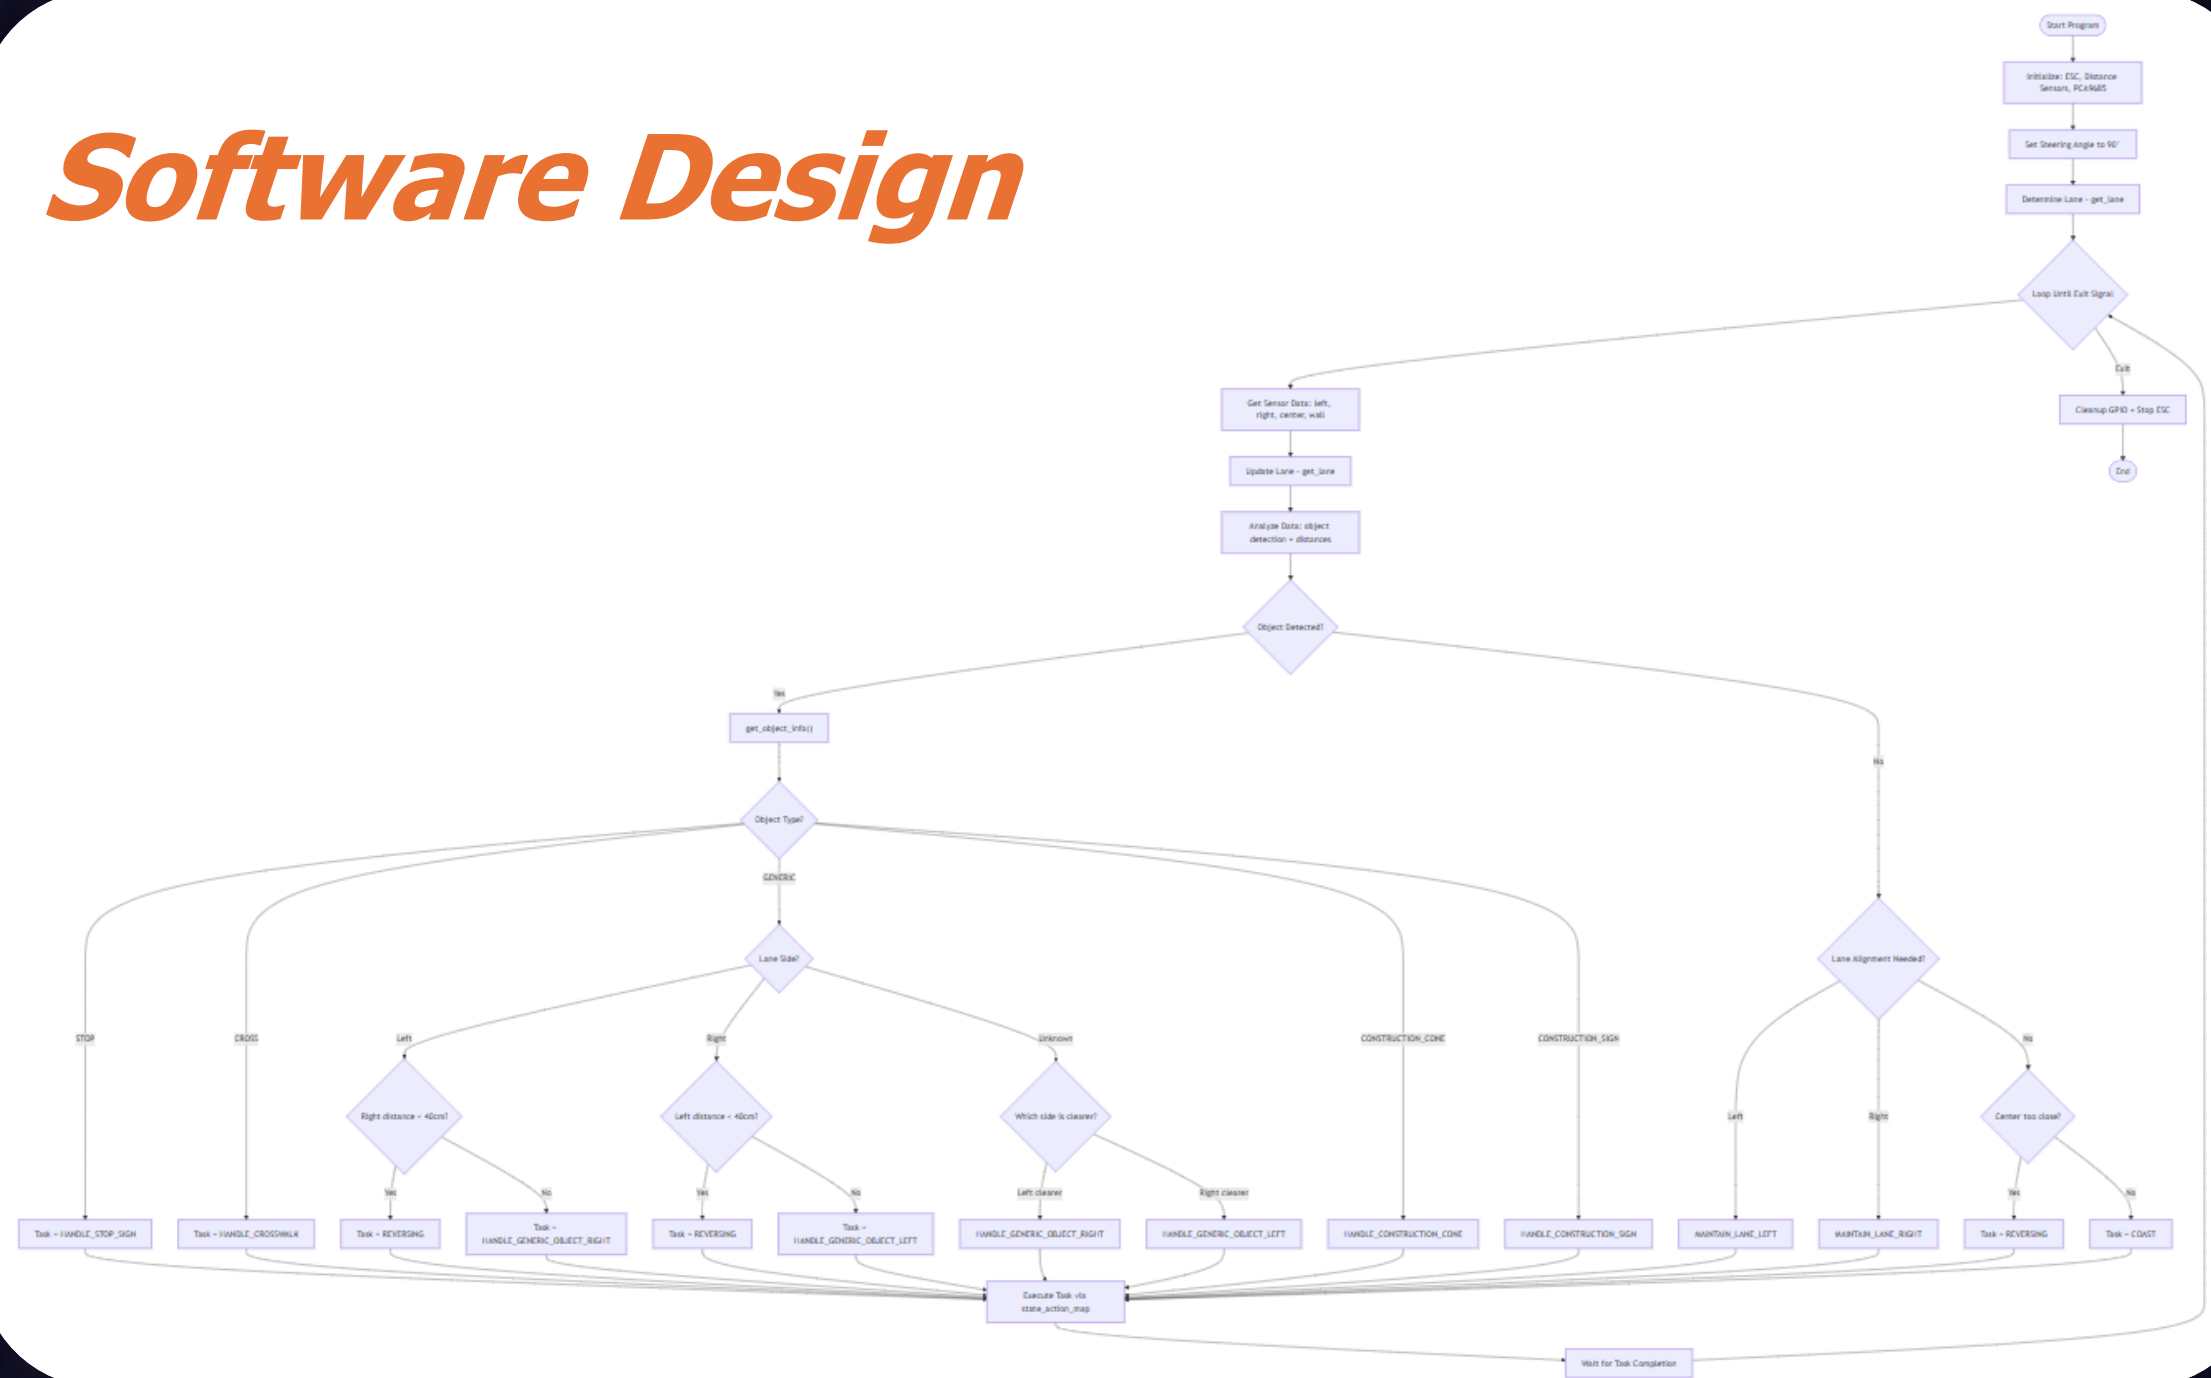 Software Design
Start Program
Initialize: ESC, Distance
Sensors, PCA9685
Set Steering Angle to 90°
Determine Lane - get_lane
Loop Until Exit Signal
Exit
Get Sensor Data: left,
right, center, wall
Cleanup GPIO + Stop ESC
Update Lane - get_lane
End
Analyze Data: object
detection + distances
Object Detected?
Yes
get_object_info()
No
Object Type?
GENERIC
Lane Side?
Lane Alignment Needed?
STOP
CROSS
Left
Right
Unknown
CONSTRUCTION_CONE
CONSTRUCTION_SIGN
No
Right distance < 40cm?
Left distance < 40cm?
Which side is clearer?
Left
Right
Center too close?
Yes
No
Yes
No
Left clearer
Right clearer
Yes
No
Task = HANDLE_STOP_SIGN
Task = HANDLE_CROSSWALK
Task = REVERSING
Task =
HANDLE_GENERIC_OBJECT_RIGHT
Task = REVERSING
Task =
HANDLE_GENERIC_OBJECT_LEFT
HANDLE_GENERIC_OBJECT_RIGHT
HANDLE_GENERIC_OBJECT_LEFT
HANDLE_CONSTRUCTION_CONE
HANDLE_CONSTRUCTION_SIGN
MAINTAIN_LANE_LEFT
MAINTAIN_LANE_RIGHT
Task = REVERSING
Task = COAST
Execute Task via
state_action_map
Wait for Task Completion